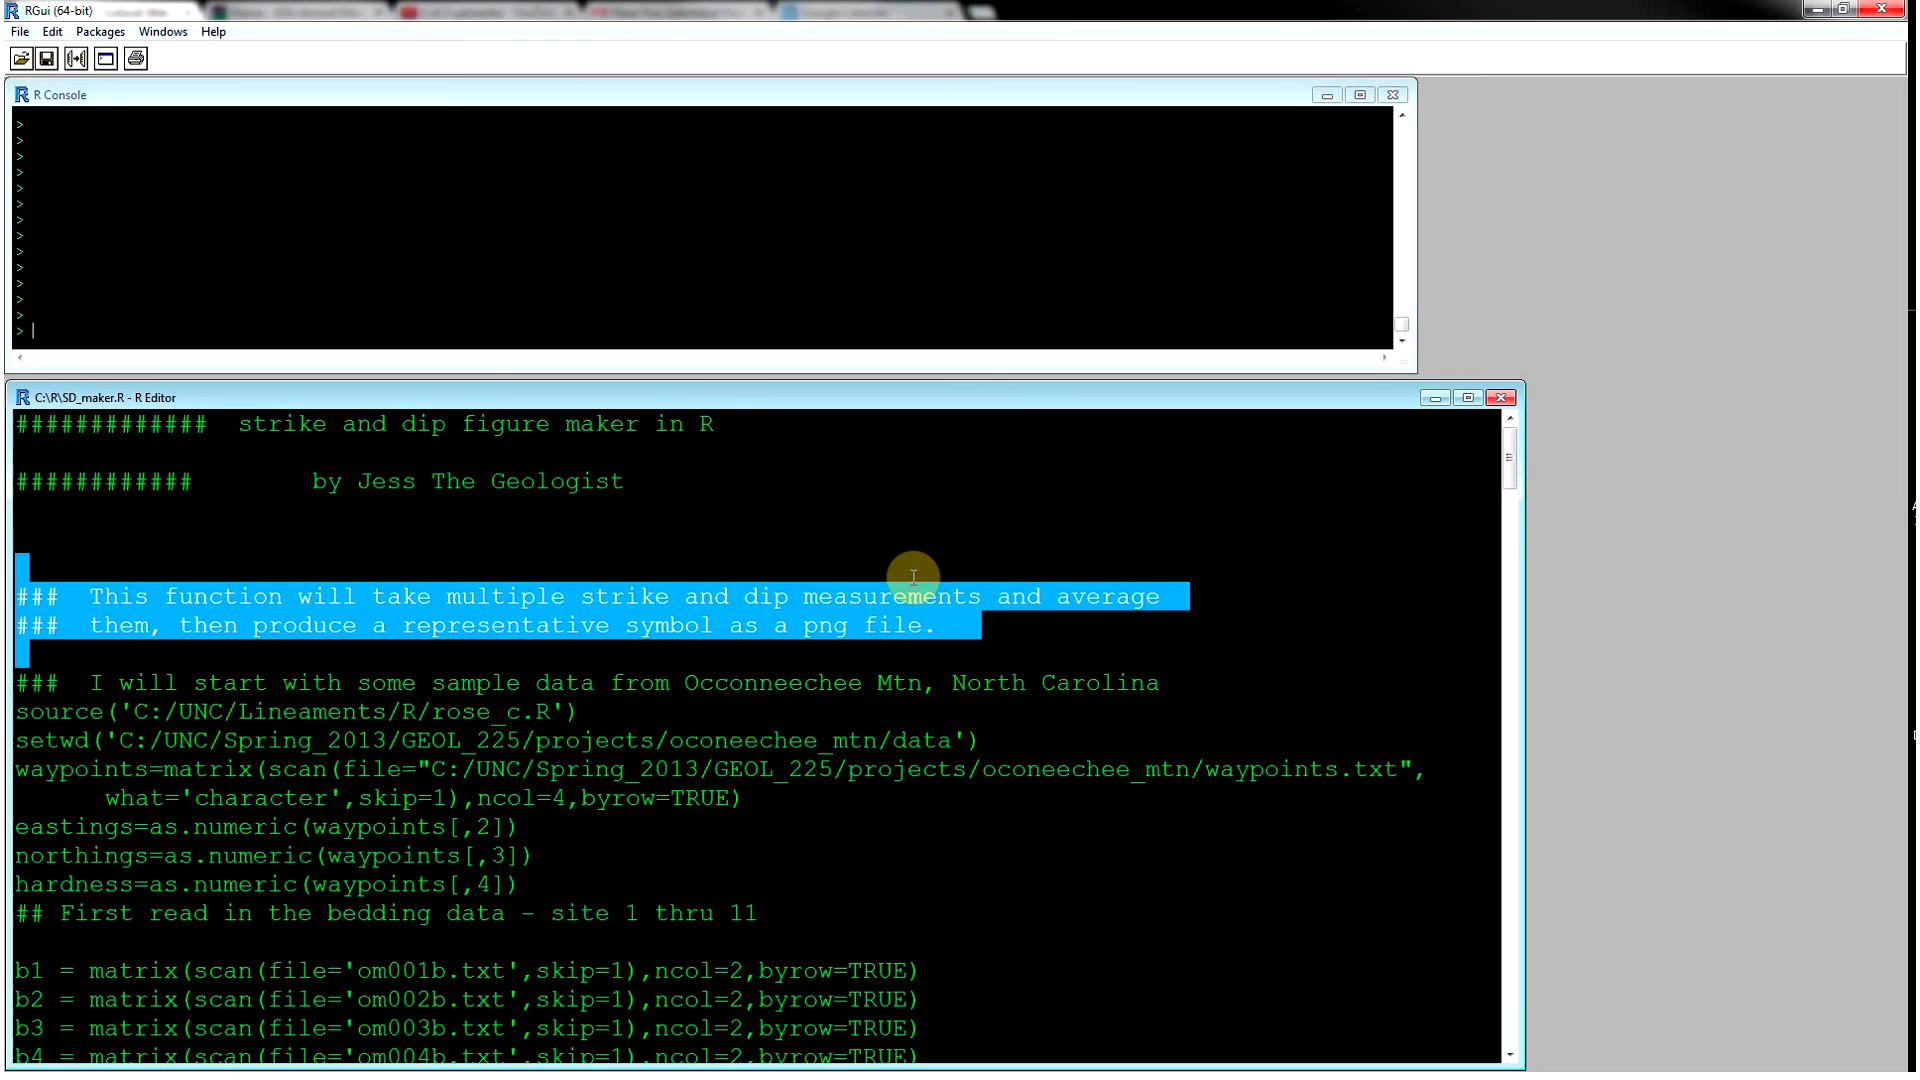 RGui (64-bit)
File Edit Packages Windows Help
R Console
>
>
>
>
>
>
>
>
>
>
>
>
>
>
C:\R\SD_maker.R - R Editor
############# strike and dip figure maker in R
############ by Jess The Geologist
### This function will take multiple strike and dip measurements and average
### them, then produce a representative symbol as a png file.
### I will start with some sample data from Occonneechee Mtn, North Carolina
source('C:/UNC/Lineaments/R/rose_c.R')
setwd('C:/UNC/Spring_2013/GEOL_225/projects/oconeechee_mtn/data')
waypoints=matrix(scan(file="C:/UNC/Spring_2013/GEOL_225/projects/oconeechee_mtn/waypoints.txt",
what='character',skip=1),ncol=4,byrow=TRUE)
eastings=as.numeric(waypoints[,2])
northings=as.numeric(waypoints[,3])
hardness=as.numeric(waypoints[,4])
## First read in the bedding data - site 1 thru 11
b1 = matrix(scan(file='om001b.txt',skip=1),ncol=2,byrow=TRUE)
b2 = matrix(scan(file='om002b.txt',skip=1),ncol=2,byrow=TRUE)
b3 = matrix(scan(file='om003b.txt',skip=1),ncol=2,byrow=TRUE)
b4 = matrix(scan(file='om004b.txt',skip=1),ncol=2,byrow=TRUE)